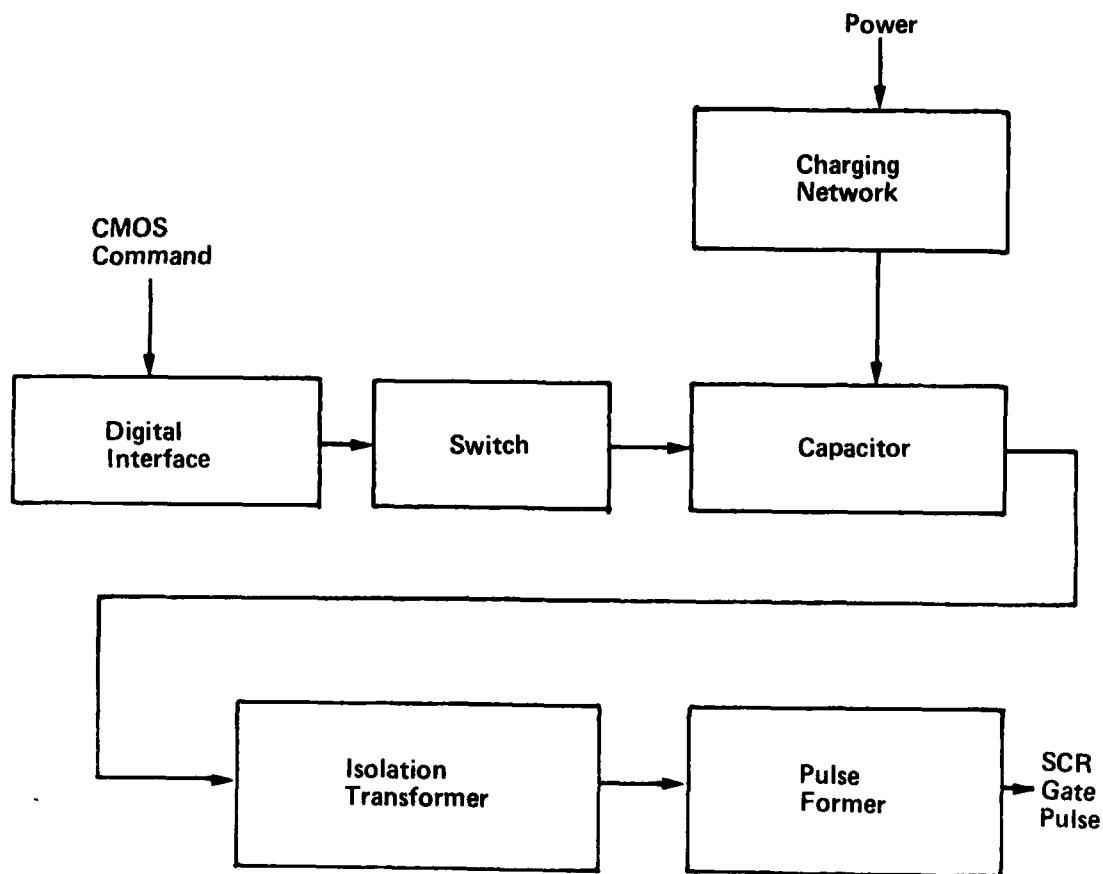 Power
Charging
Network
CMOS
Command
Digital
Interface
Switch
Capacitor
Isolation
Transformer
Pulse
Former
SCR
Gate
Pulse